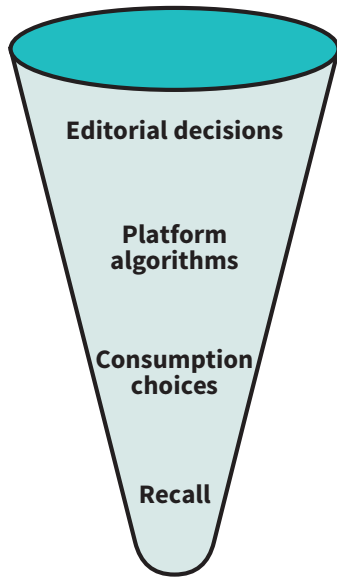 Editorial decisions
Platform
algorithms
Consumption
choices
Recall